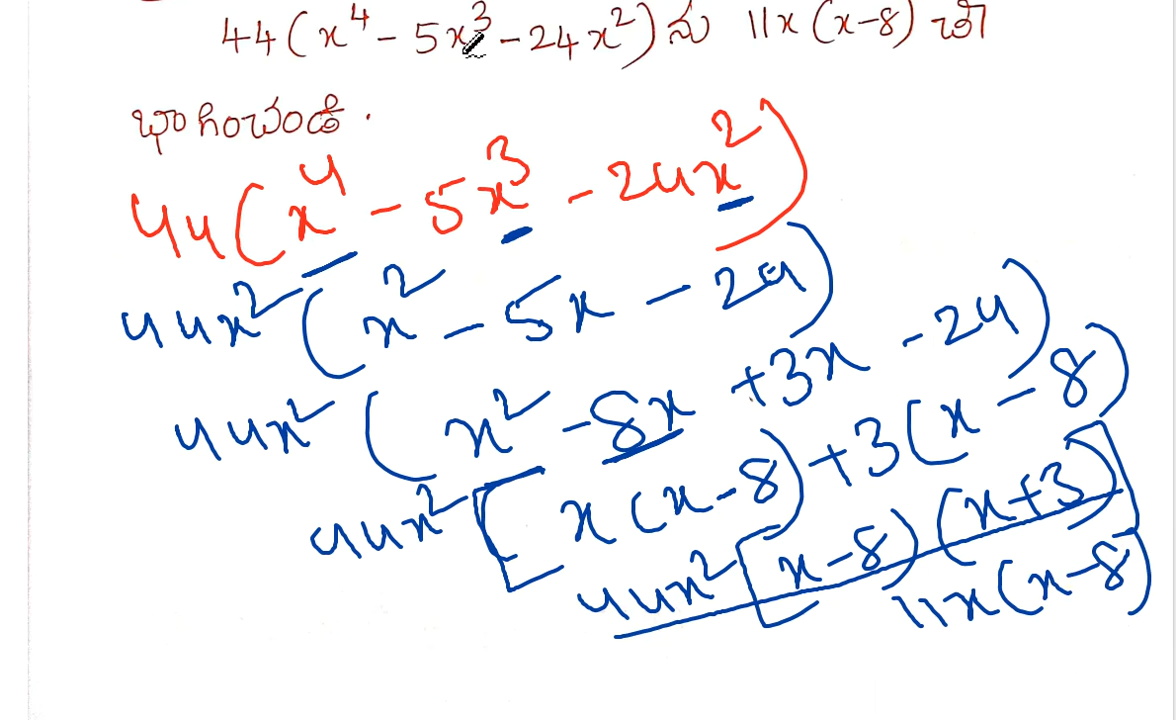 44(x⁴ - 5x³ - 24x²) ను 11x(x-8) చే
భాగించండి.
44(x⁴ - 5x³ - 24x²)
44x²(x² - 5x - 24)
44x²(x² - 8x + 3x - 24)
44x²[x(x-8) + 3(x-8)
44x²[x-8)(x+3)]
11x(x-8)